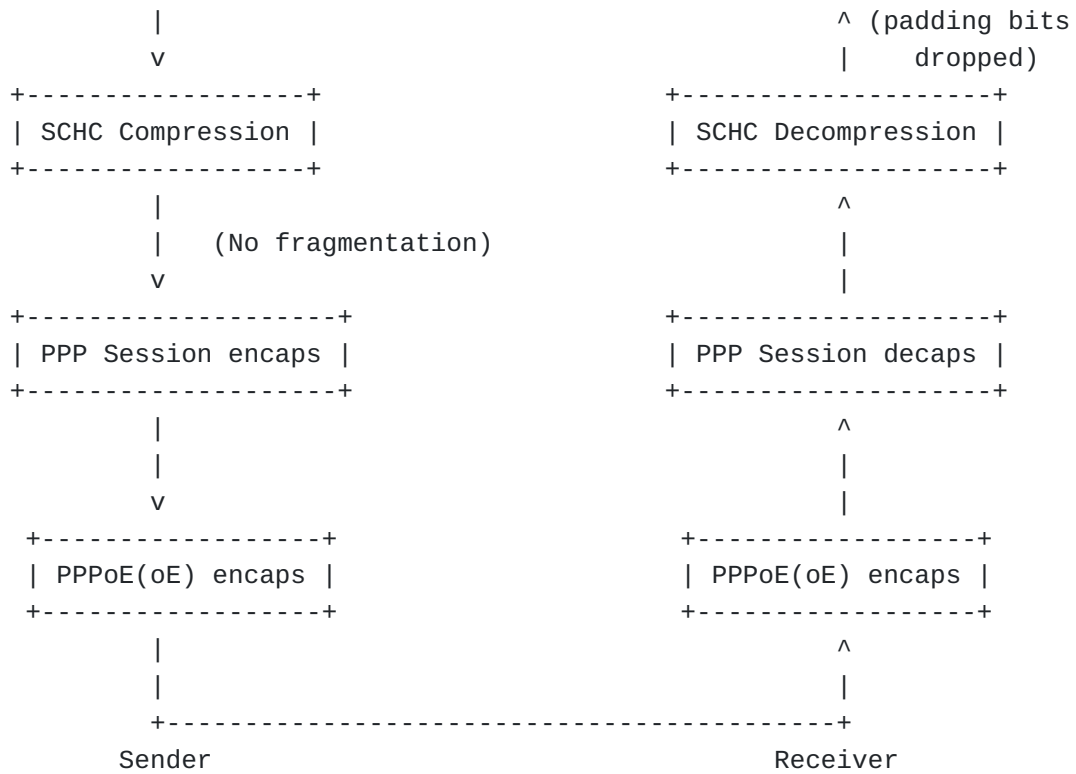 (padding bits
dropped)
SCHC Compression SCHC Decompression
(No fragmentation)
PPP Session encaps PPP Session decaps
PPPoE(oE) encaps PPPoE(oE) encaps
Sender Receiver